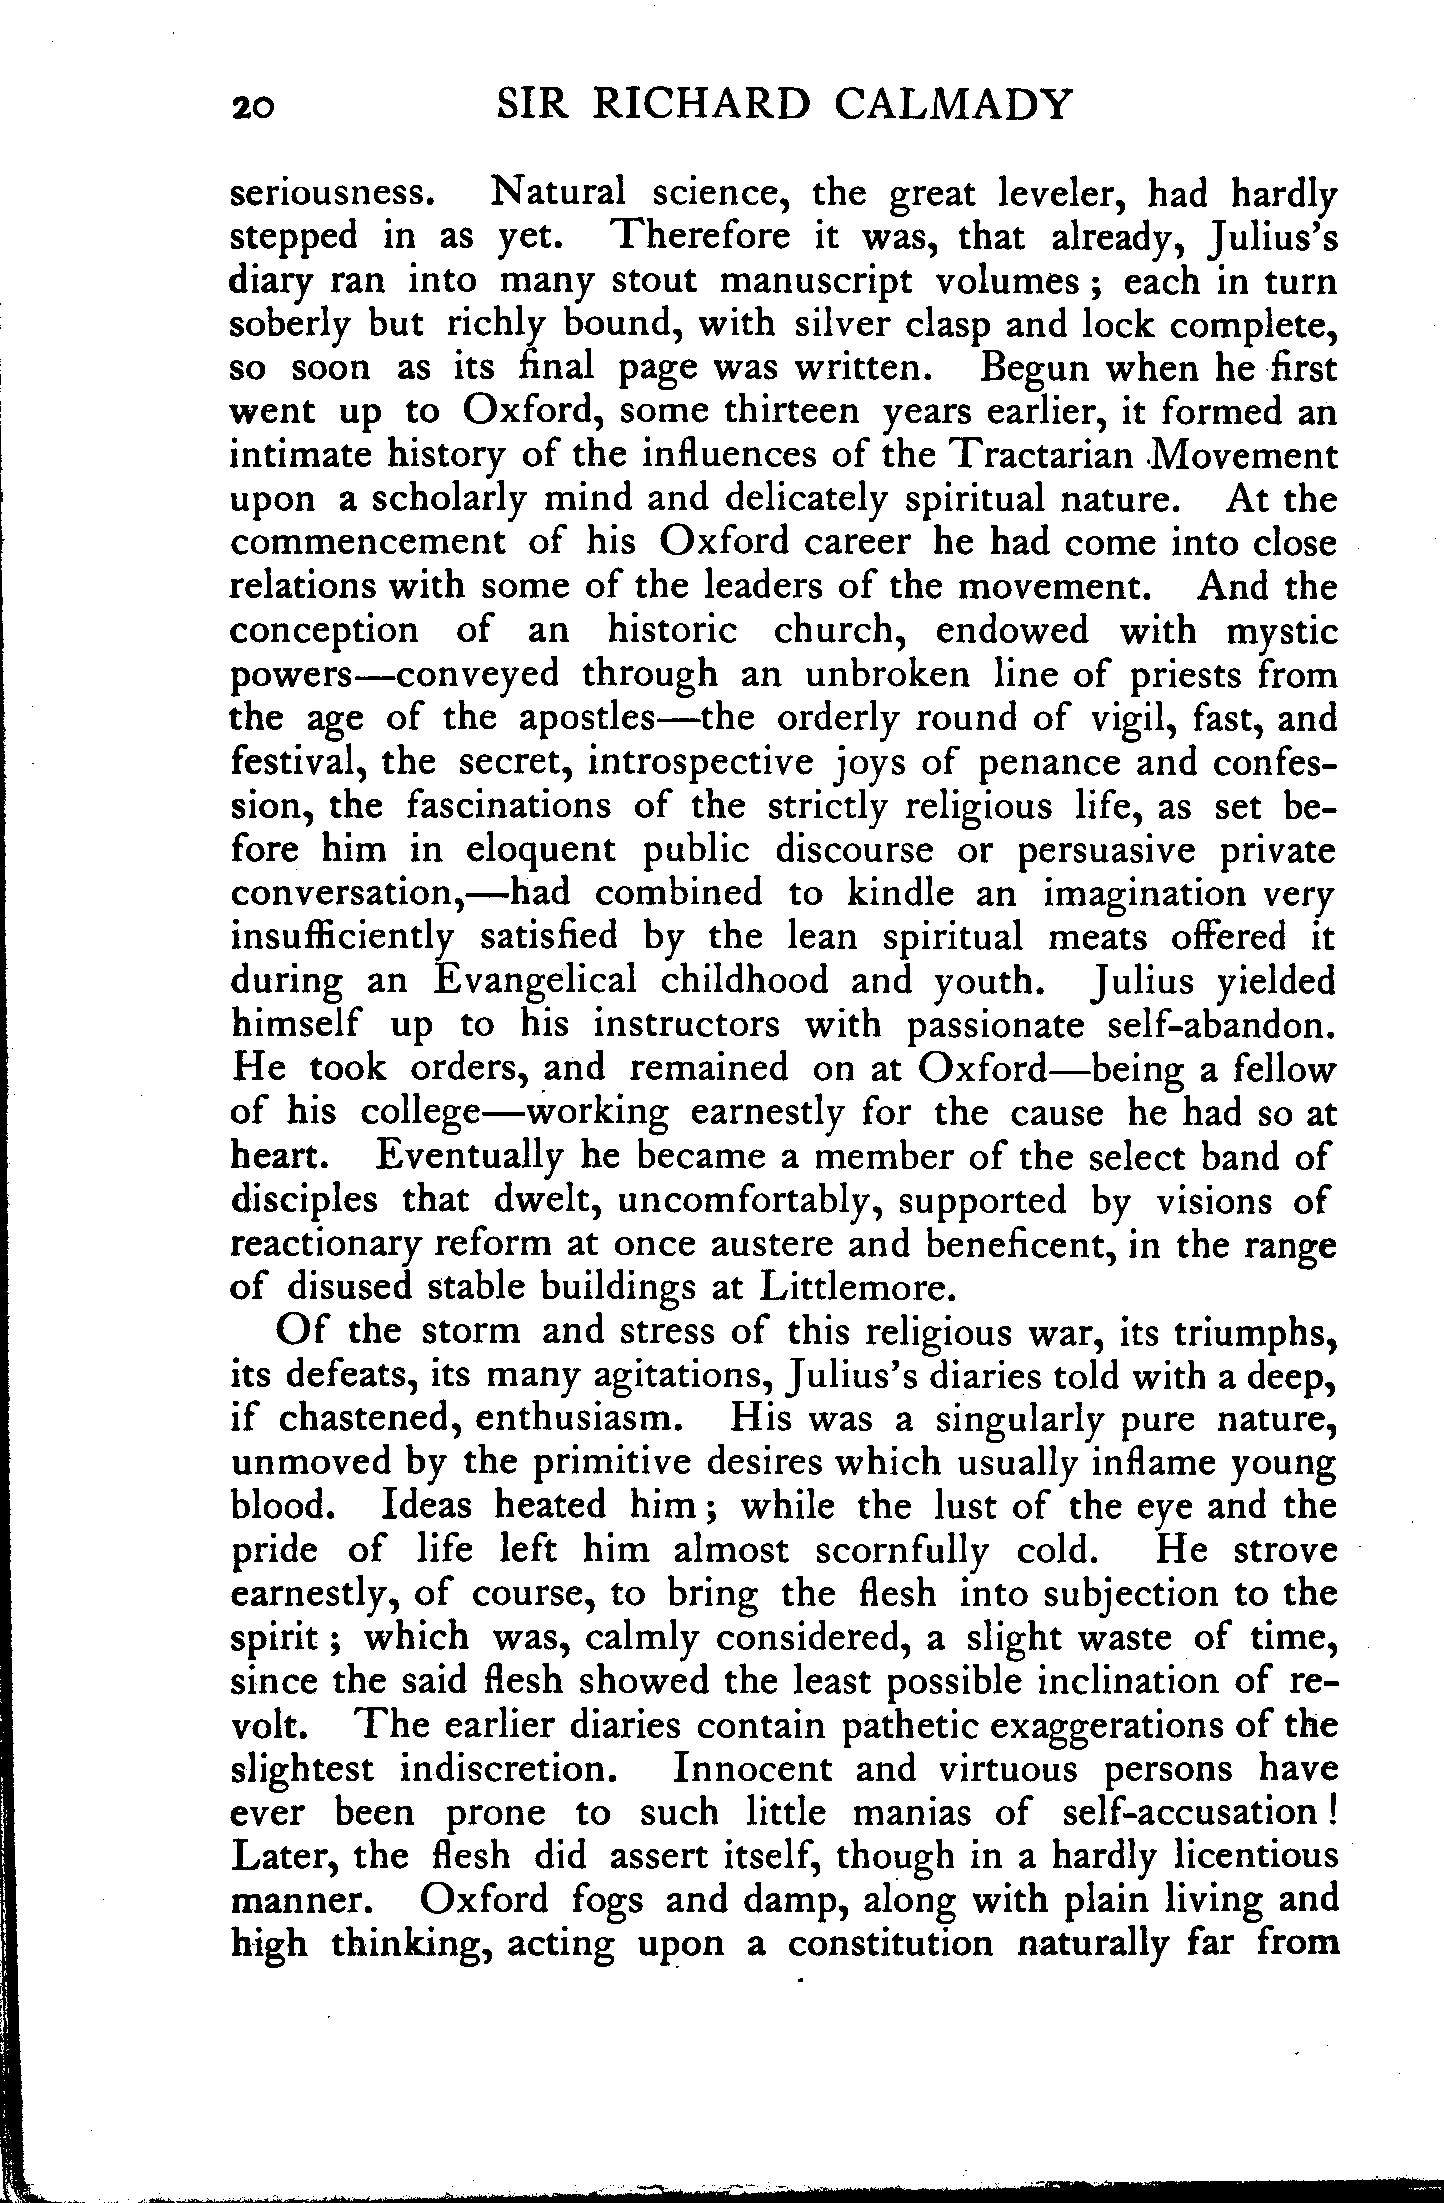 20 SIR RICHARD CALMADY
seriousness. Natural science, the great leveler, had hardly
stepped in as yet. Therefore it was, that already, Julius's
diary ran into many stout manuscript volumes ; each in turn
soberly but richly bound, with silver clasp and lock complete,
so soon as its final page was written. Begun when he first
went up to Oxford, some thirteen years earlier, it formed an
intimate history of the influences of the Tractarian Movement
upon a scholarly mind and delicately spiritual nature. At the
commencement of his Oxford career he had come into close
relations with some of the leaders of the movement. And the
conception of an historic church, endowed with mystic
powers—conveyed through an unbroken line of priests from
the age of the apostles—the orderly round of vigil, fast, and
festival, the secret, introspective joys of penance and confes-
sion, the fascinations of the strictly religious life, as set be-
fore him in eloquent public discourse or persuasive private
conversation,—had combined to kindle an imagination very
insufficiently satisfied by the lean spiritual meats offered it
during an Evangelical childhood and youth. Julius yielded
himself up to his instructors with passionate self-abandon.
He took orders, and remained on at Oxford—being a fellow
of his college—working earnestly for the cause he had so at
heart. Eventually he became a member of the select band of
disciples that dwelt, uncomfortably, supported by visions of
reactionary reform at once austere and beneficent, in the range
of disused stable buildings at Littlemore.
Of the storm and stress of this religious war, its triumphs,
its defeats, its many agitations, Julius's diaries told with a deep,
if chastened, enthusiasm. His was a singularly pure nature,
unmoved by the primitive desires which usually inflame young
blood. Ideas heated him ; while the lust of the eye and the
pride of life left him almost scornfully cold. He strove
earnestly, of course, to bring the flesh into subjection to the
spirit ; which was, calmly considered, a slight waste of time,
since the said flesh showed the least possible inclination of re-
volt. The earlier diaries contain pathetic exaggerations of the
slightest indiscretion. Innocent and virtuous persons have
ever been prone to such little manias of self-accusation !
Later, the flesh did assert itself, though in a hardly licentious
manner. Oxford fogs and damp, along with plain living and
high thinking, acting upon a constitution naturally far from